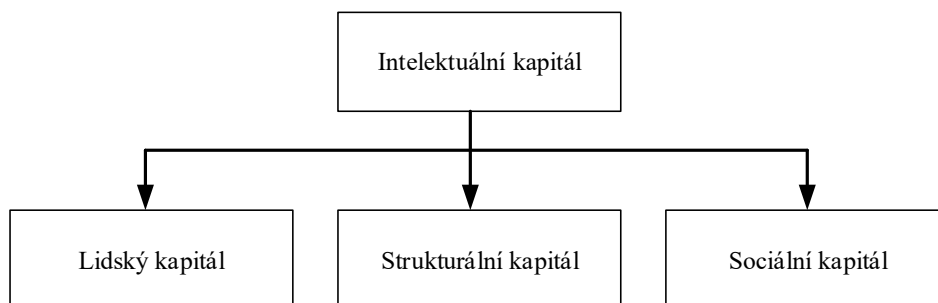 Intelektuální kapitál
Lidský kapitál
Strukturální kapitál
Sociální kapitál